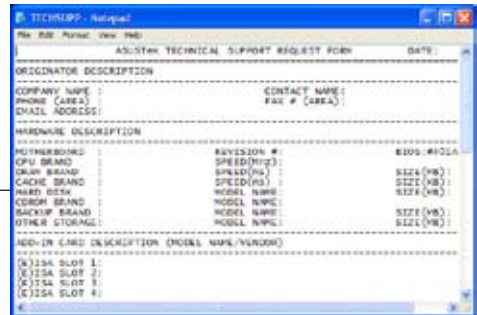 TECHSUPP - Notepad
File Edit Format View Help
ASUSTeK TECHNICAL SUPPORT REQUEST FORM DATE:
ORIGINATOR DESCRIPTION
COMPANY NAME : CONTACT NAME:
PHONE (AREA) : FAX # (AREA):
EMAIL ADDRESS:
HARDWARE DESCRIPTION
MOTHERBOARD : REVISION #: BIOS:
CPU BRAND : SPEED(MHz):
DRAM BRAND : SPEED(ns) : SIZE(MB):
CACHE BRAND : SPEED(ns) : SIZE(KB):
HARD DISK : MODEL NAME: SIZE(MB):
CDROM BRAND : MODEL NAME:
BACKUP BRAND : MODEL NAME: SIZE(MB):
OTHER STORAGE: MODEL NAME: SIZE(MB):
ADD-IN CARD DESCRIPTION (MODEL NAME/VENDOR)
(E)ISA SLOT 1:
(E)ISA SLOT 2:
(E)ISA SLOT 3:
(E)ISA SLOT 4: